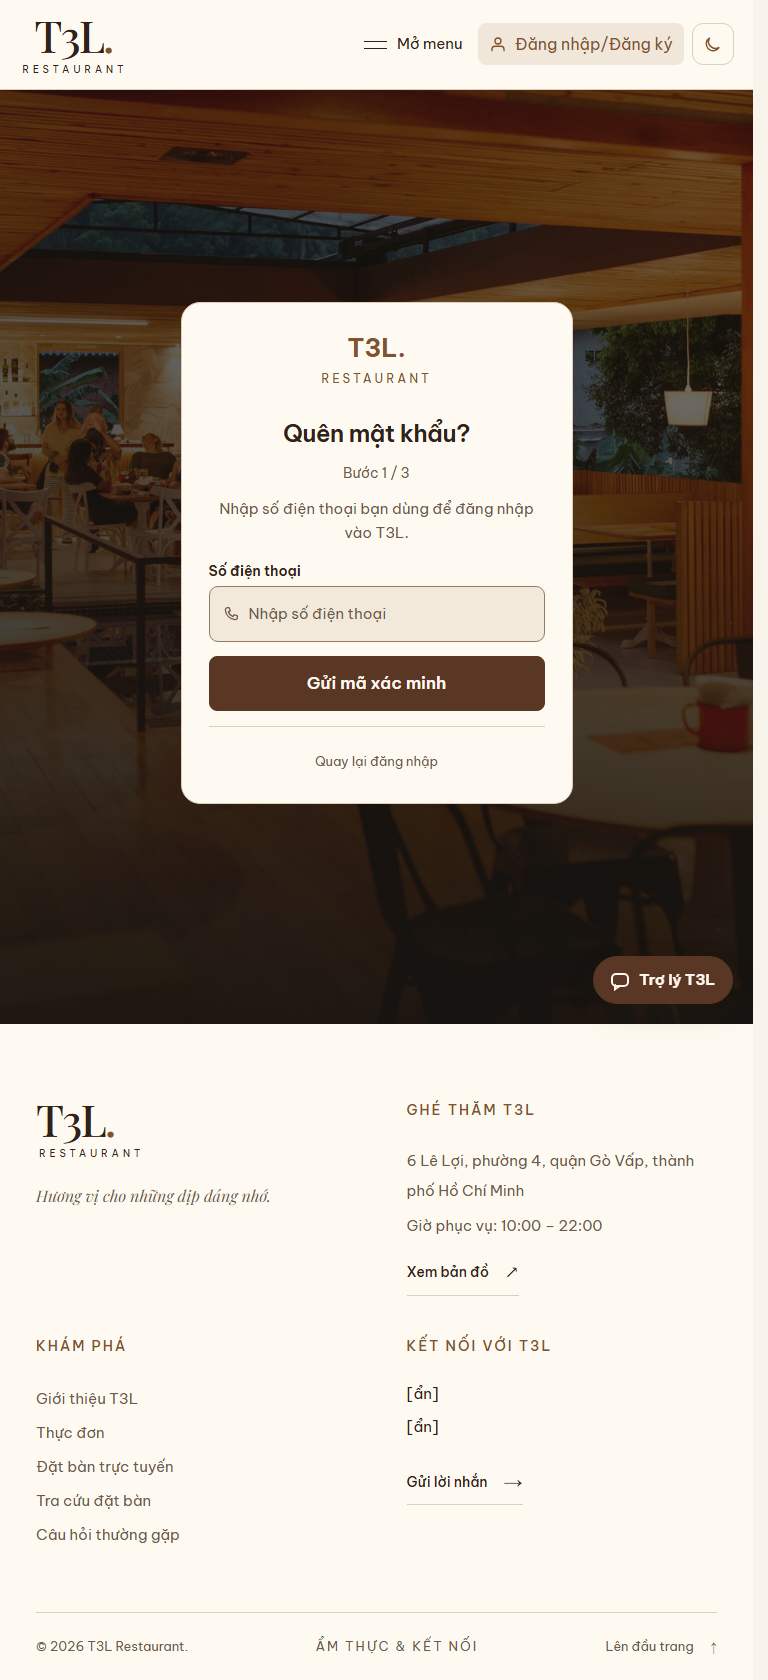 T3L.
RESTAURANT
Mở menu
Đăng nhập/Đăng ký
T3L.
RESTAURANT
Quên mật khẩu?
Bước 1 / 3
Nhập số điện thoại bạn dùng để đăng nhập
vào T3L.
Số điện thoại
Nhập số điện thoại
Gửi mã xác minh
Quay lại đăng nhập
Trợ lý T3L
T3L.
RESTAURANT
Hương vị cho những dịp đáng nhớ.
GHÉ THĂM T3L
6 Lê Lợi, phường 4, quận Gò Vấp, thành
phố Hồ Chí Minh
Giờ phục vụ: 10:00 – 22:00
Xem bản đồ ↗
KHÁM PHÁ
Giới thiệu T3L
Thực đơn
Đặt bàn trực tuyến
Tra cứu đặt bàn
Câu hỏi thường gặp
KẾT NỐI VỚI T3L
[ẩn]
[ẩn]
Gửi lời nhắn →
© 2026 T3L Restaurant.
ẨM THỰC & KẾT NỐI
Lên đầu trang ↑